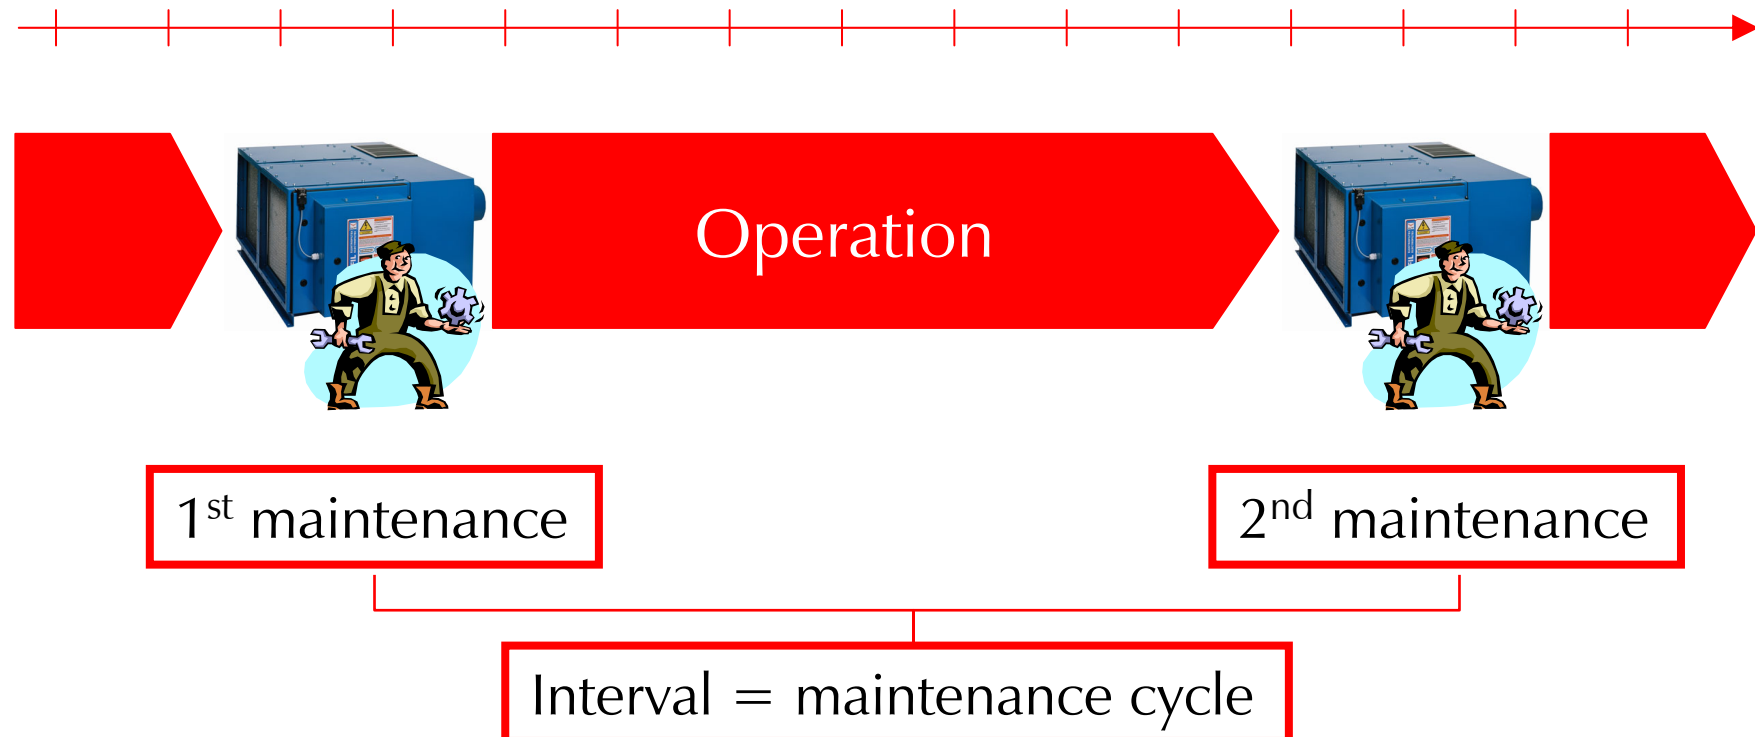 Operation
1st maintenance
2nd maintenance
Interval = maintenance cycle